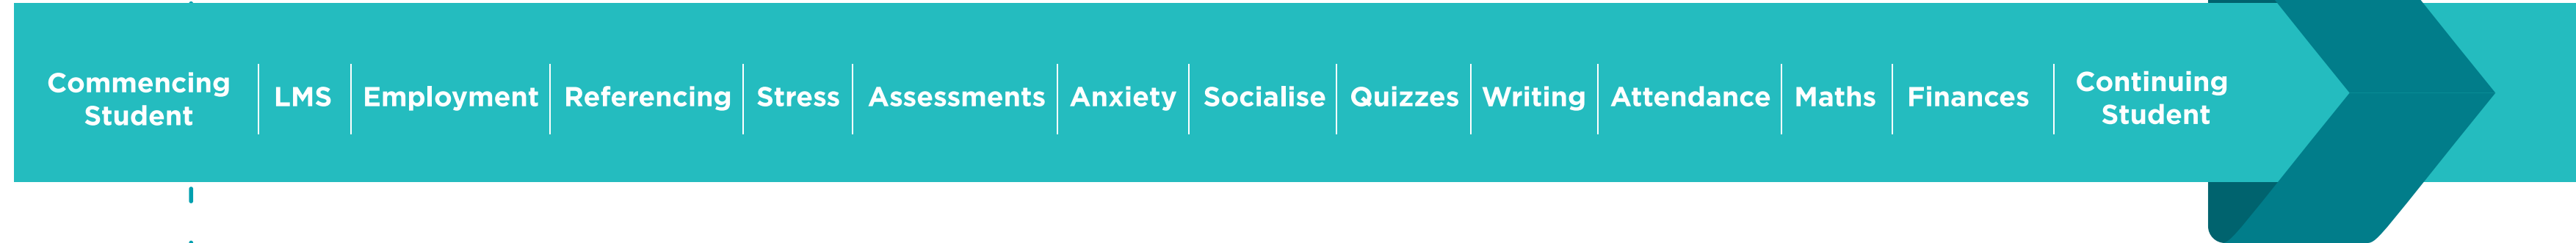 Commencing
Student
LMS
Employment
Referencing
Stress
Assessments
Anxiety
Socialise
Quizzes
Writing
Attendance
Maths
Finances
Continuing
Student